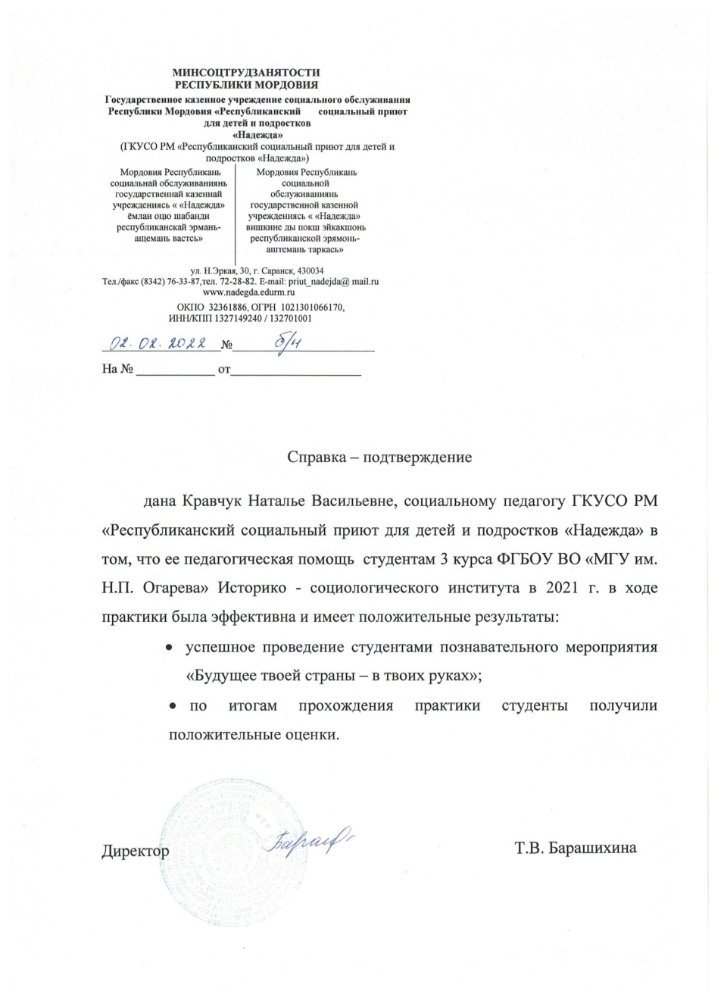 МИНСОЦТРУДЗАНЯТОСТИ
РЕСПУБЛИКИ МОРДОВИЯ
Государственное казенное учреждение социального обслуживания
Республики Мордовия «Республиканский социальный приют
для детей и подростков
«Надежда»
(ГКУСО РМ «Республиканский социальный приют для детей и
подростков «Надежда»)
Мордовия Республикань
социальнай обслуживаниянь
государственнай казеннай
учреждениясь « «Надежда»
ёмлаи оцю шабанди
республиканскай эрмань-
ащемань вастсь»
Мордовия Республикань
социальной
обслуживаниянь
государственной казенной
учреждениясь « «Надежда»
вишкине ды покш эйкакшонь
республиканской эрямонь-
аштемань таркась»
ул. Н.Эркая, 30, г. Саранск, 430034
Тел./факс (8342) 76-33-87,тел. 72-28-82. E-mail: priut_nadejda@ mail.ru
www.nadegda.edurm.ru
ОКПО 32361886, ОГРН 1021301066170,
ИНН/КПП 1327149240 / 132701001
02.02.2022 № б/н
На № ____________ от____________________
Справка – подтверждение
дана Кравчук Наталье Васильевне, социальному педагогу ГКУСО РМ
«Республиканский социальный приют для детей и подростков «Надежда» в
том, что ее педагогическая помощь студентам 3 курса ФГБОУ ВО «МГУ им.
Н.П. Огарева» Историко - социологического института в 2021 г. в ходе
практики была эффективна и имеет положительные результаты:
• успешное проведение студентами познавательного мероприятия
«Будущее твоей страны – в твоих руках»;
• по итогам прохождения практики студенты получили
положительные оценки.
Директор
Т.В. Барашихина